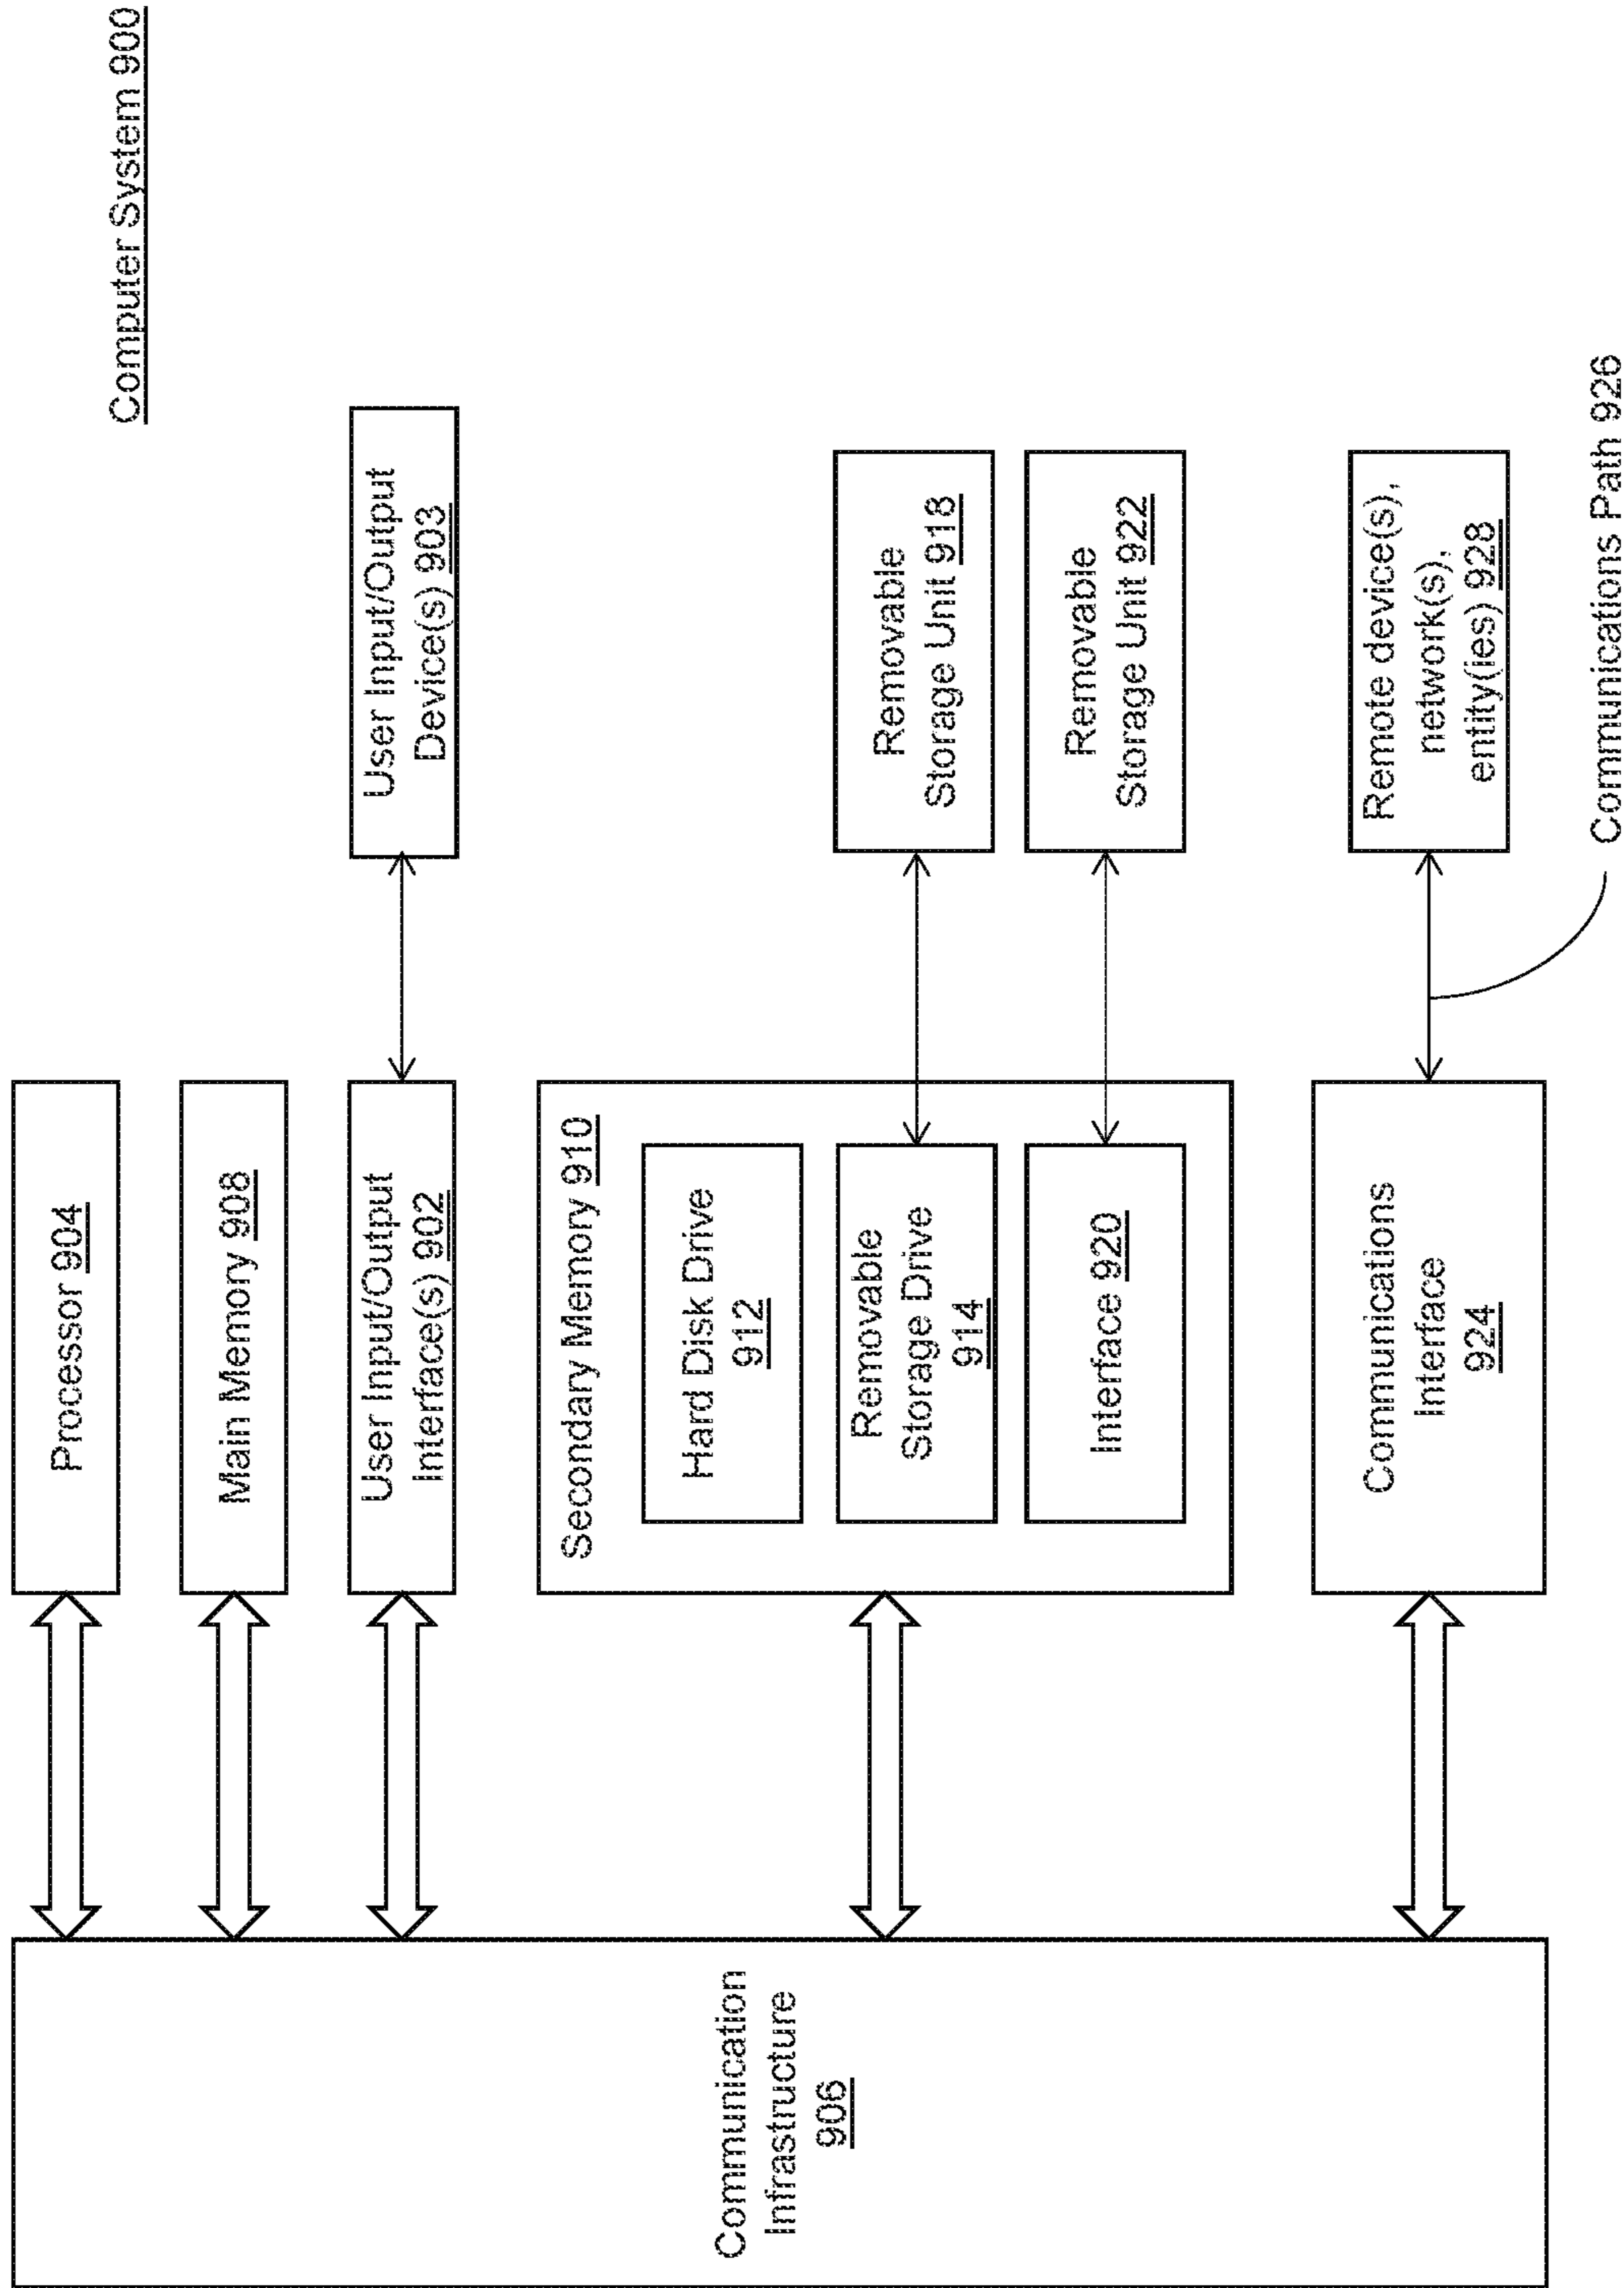 Computer System 900
Processor 904
Main Memory 908
User Input/Output
Interface(s) 902
User Input/Output
Device(s) 903
Communication
Infrastructure
906
Secondary Memory 910
Hard Disk Drive
912
Removable
Storage Drive
914
Removable
Storage Unit 918
Interface 920
Removable
Storage Unit 922
Communications
Interface
924
Remote device(s),
network(s),
entity(ies) 928
Communications Path 926